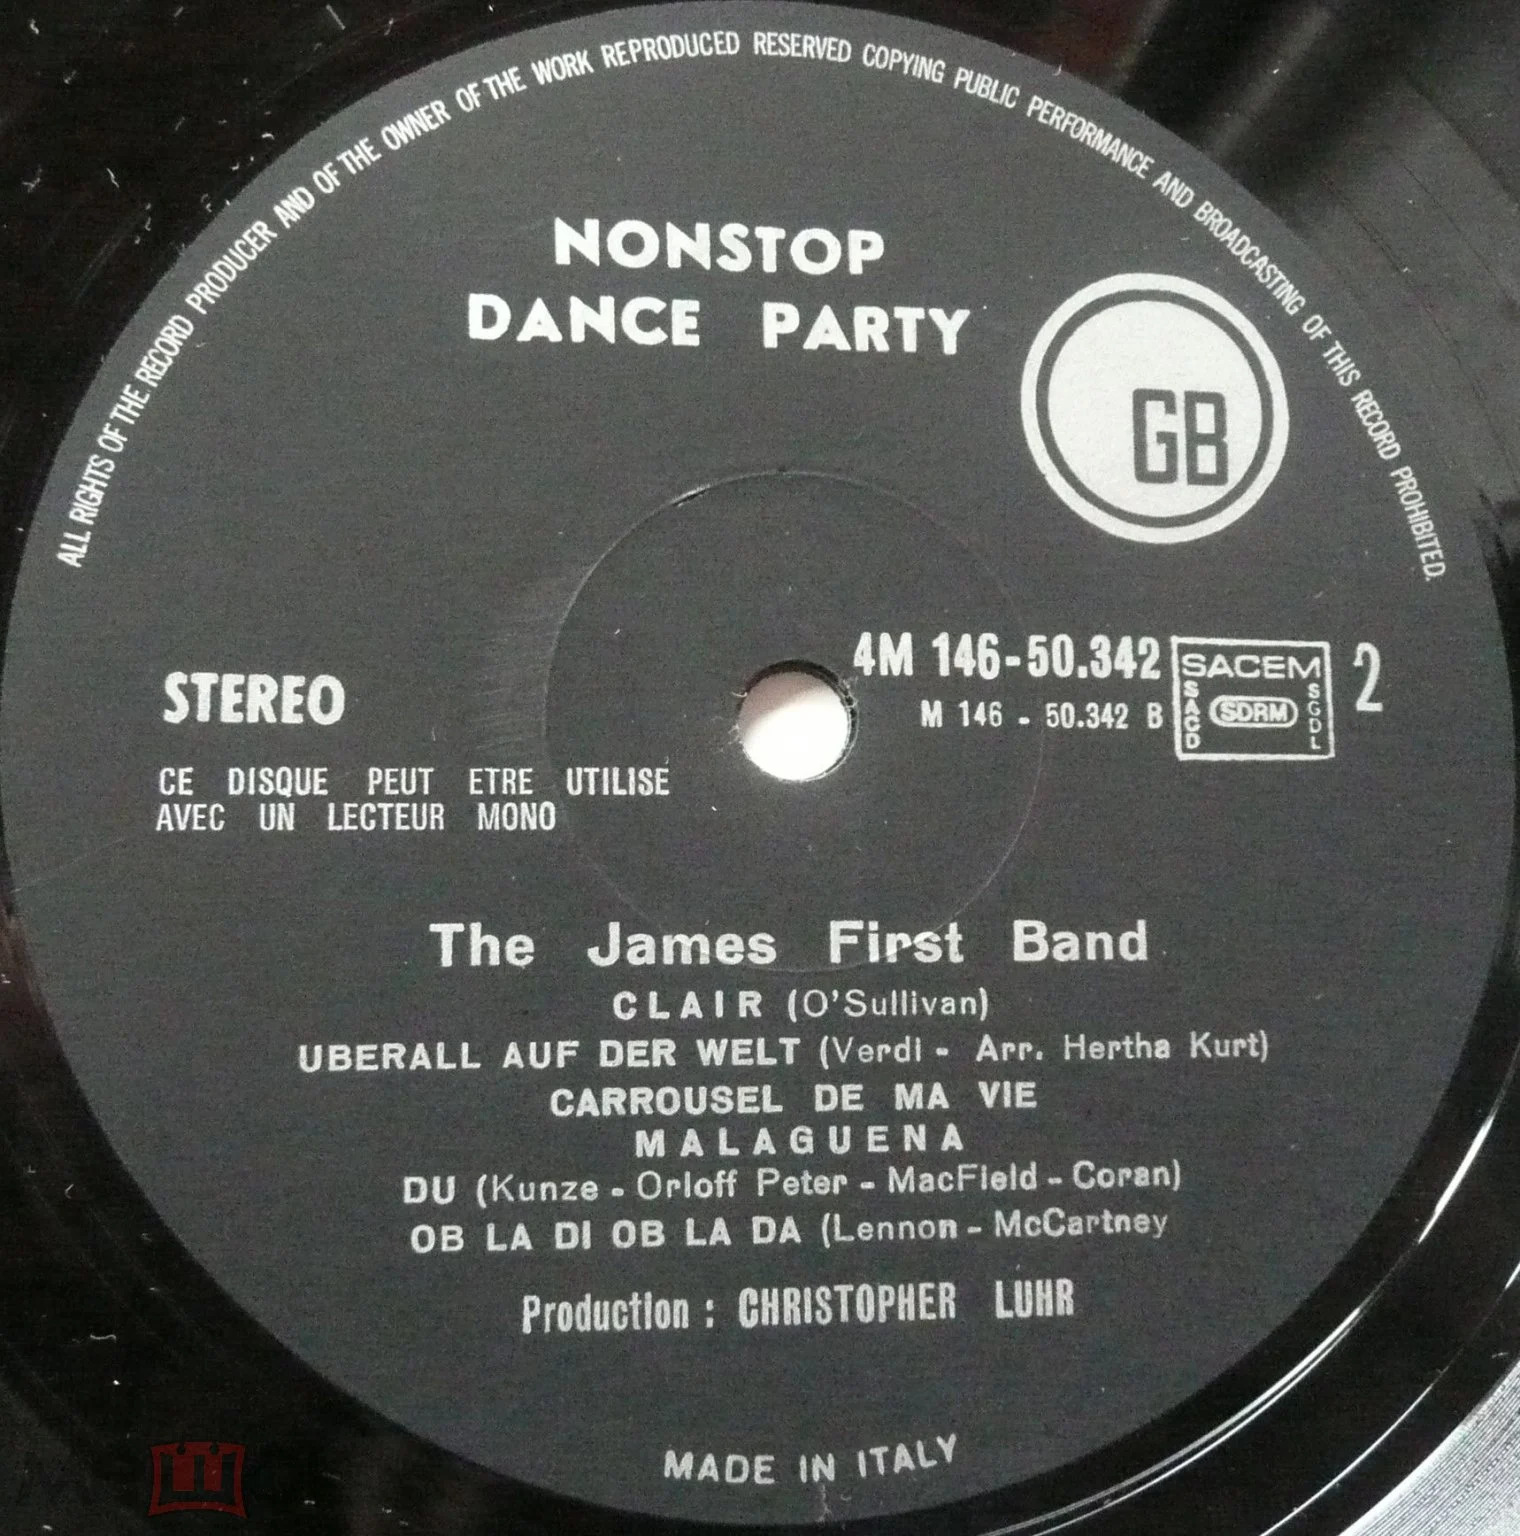 ALL RIGHTS OF THE RECORD PRODUCER AND OF THE OWNER OF THE WORK REPRODUCED RESERVED COPYING PUBLIC PERFORMANCE AND BROADCASTING OF THIS RECORD PROHIBITED.
NONSTOP
DANCE PARTY
GB
4M 146-50.342
M 146 - 50.342 B
SACEM
SACD
SDRM
SGDL
2
STEREO
CE DISQUE PEUT ETRE UTILISÉ
AVEC UN LECTEUR MONO
The James First Band
CLAIR (O'Sullivan)
UBERALL AUF DER WELT (Verdi - Arr. Hertha Kurt)
CARROUSEL DE MA VIE
MALAGUENA
DU (Kunze - Orloff Peter - MacField - Coran)
OB LA DI OB LA DA (Lennon - McCartney
Production : CHRISTOPHER LUHR
MADE IN ITALY